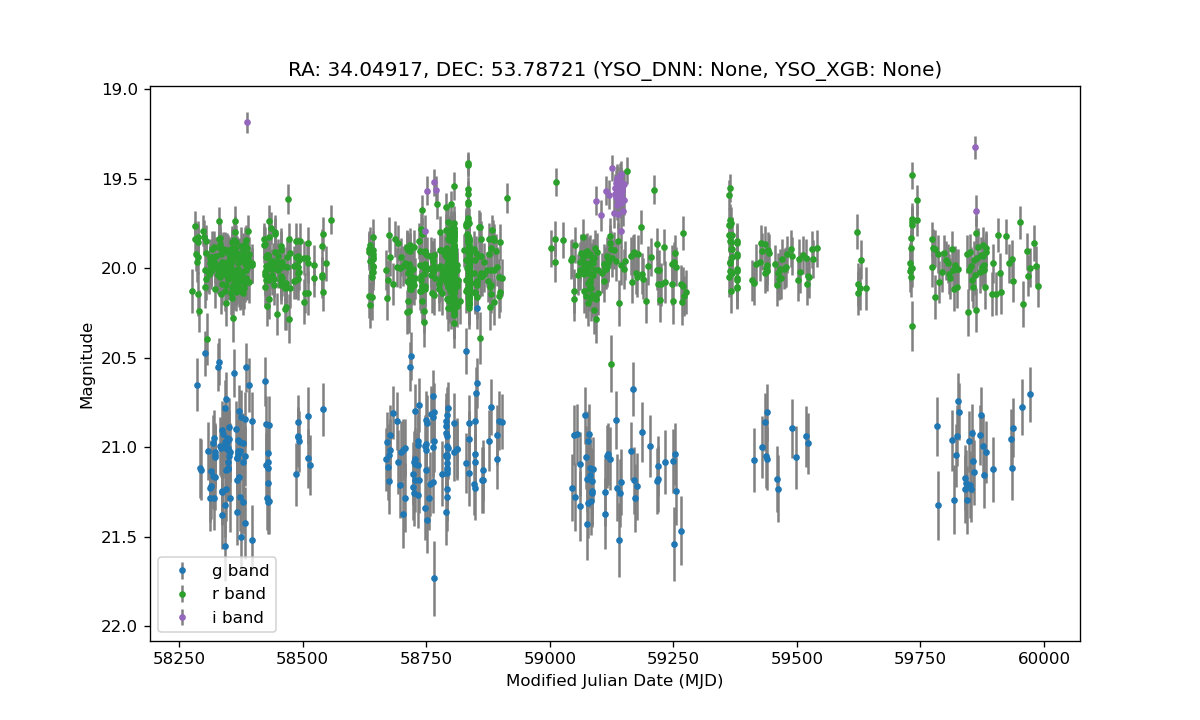 RA: 34.04917, DEC: 53.78721 (YSO_DNN: None, YSO_XGB: None)
19.0
19.5
20.0
20.5
21.0
21.5
22.0
Magnitude
g band
r band
i band
58250 58500 58750 59000 59250 59500 59750 60000
Modified Julian Date (MJD)